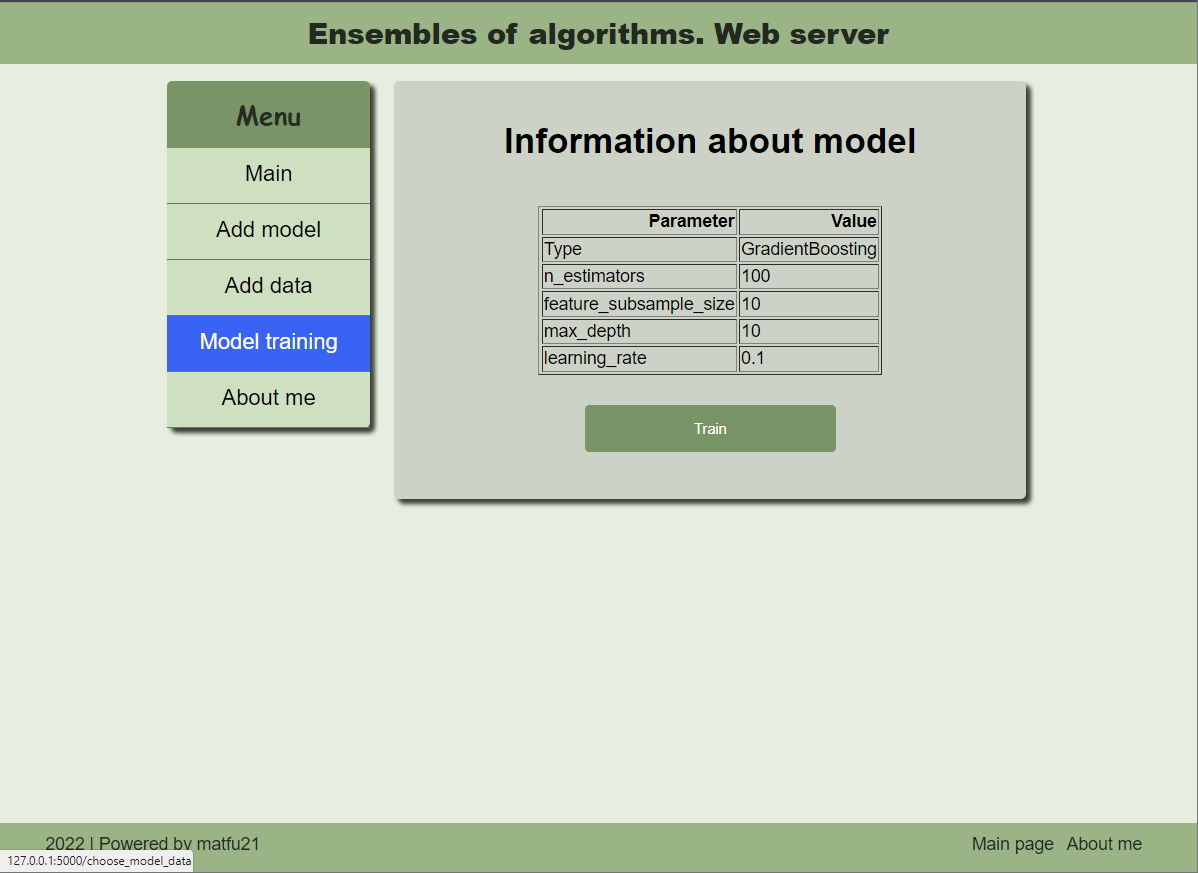 Ensembles of algorithms. Web server
Menu
Main
Add model
Add data
Model training
About me
Information about model
Parameter Value
Type GradientBoosting
n_estimators 100
feature_subsample_size 10
max_depth 10
learning_rate 0.1
Train
2022 | Powered by matfu21
Main page About me
127.0.0.1:5000/choose_model_data